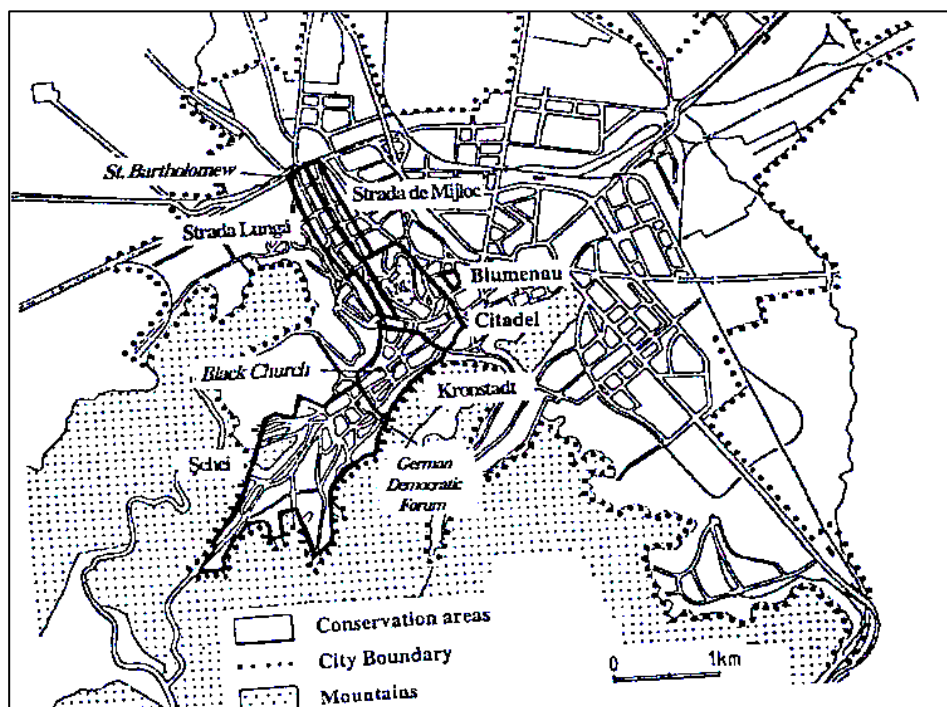 St. Bartholomew
Strada de Mijloc
Strada Lungă
Blumenau
Citadel
Black Church
Kronstadt
Schei
German
Democratic
Forum
Conservation areas
City Boundary
Mountains
0 1km